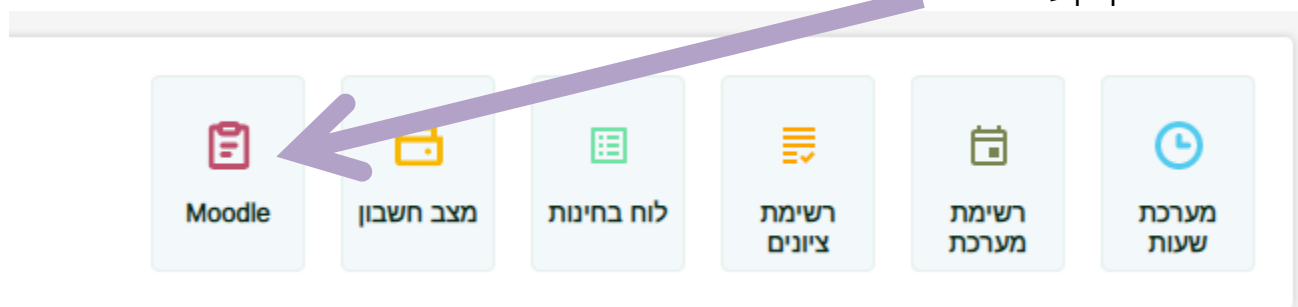 מערכת
שעות
רשימת
מערכת
רשימת
ציונים
לוח בחינות
מצב חשבון
Moodle